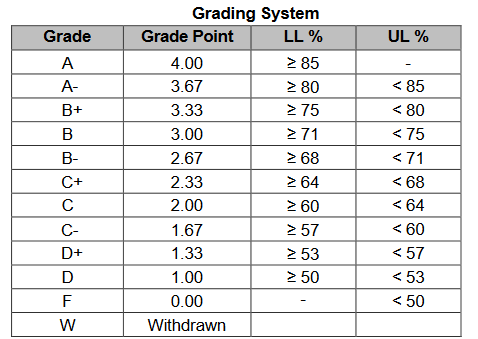 Grading System
Grade Grade Point LL % UL %
A 4.00 ≥ 85 -
A- 3.67 ≥ 80 < 85
B+ 3.33 ≥ 75 < 80
B 3.00 ≥ 71 < 75
B- 2.67 ≥ 68 < 71
C+ 2.33 ≥ 64 < 68
C 2.00 ≥ 60 < 64
C- 1.67 ≥ 57 < 60
D+ 1.33 ≥ 53 < 57
D 1.00 ≥ 50 < 53
F 0.00 - < 50
W Withdrawn